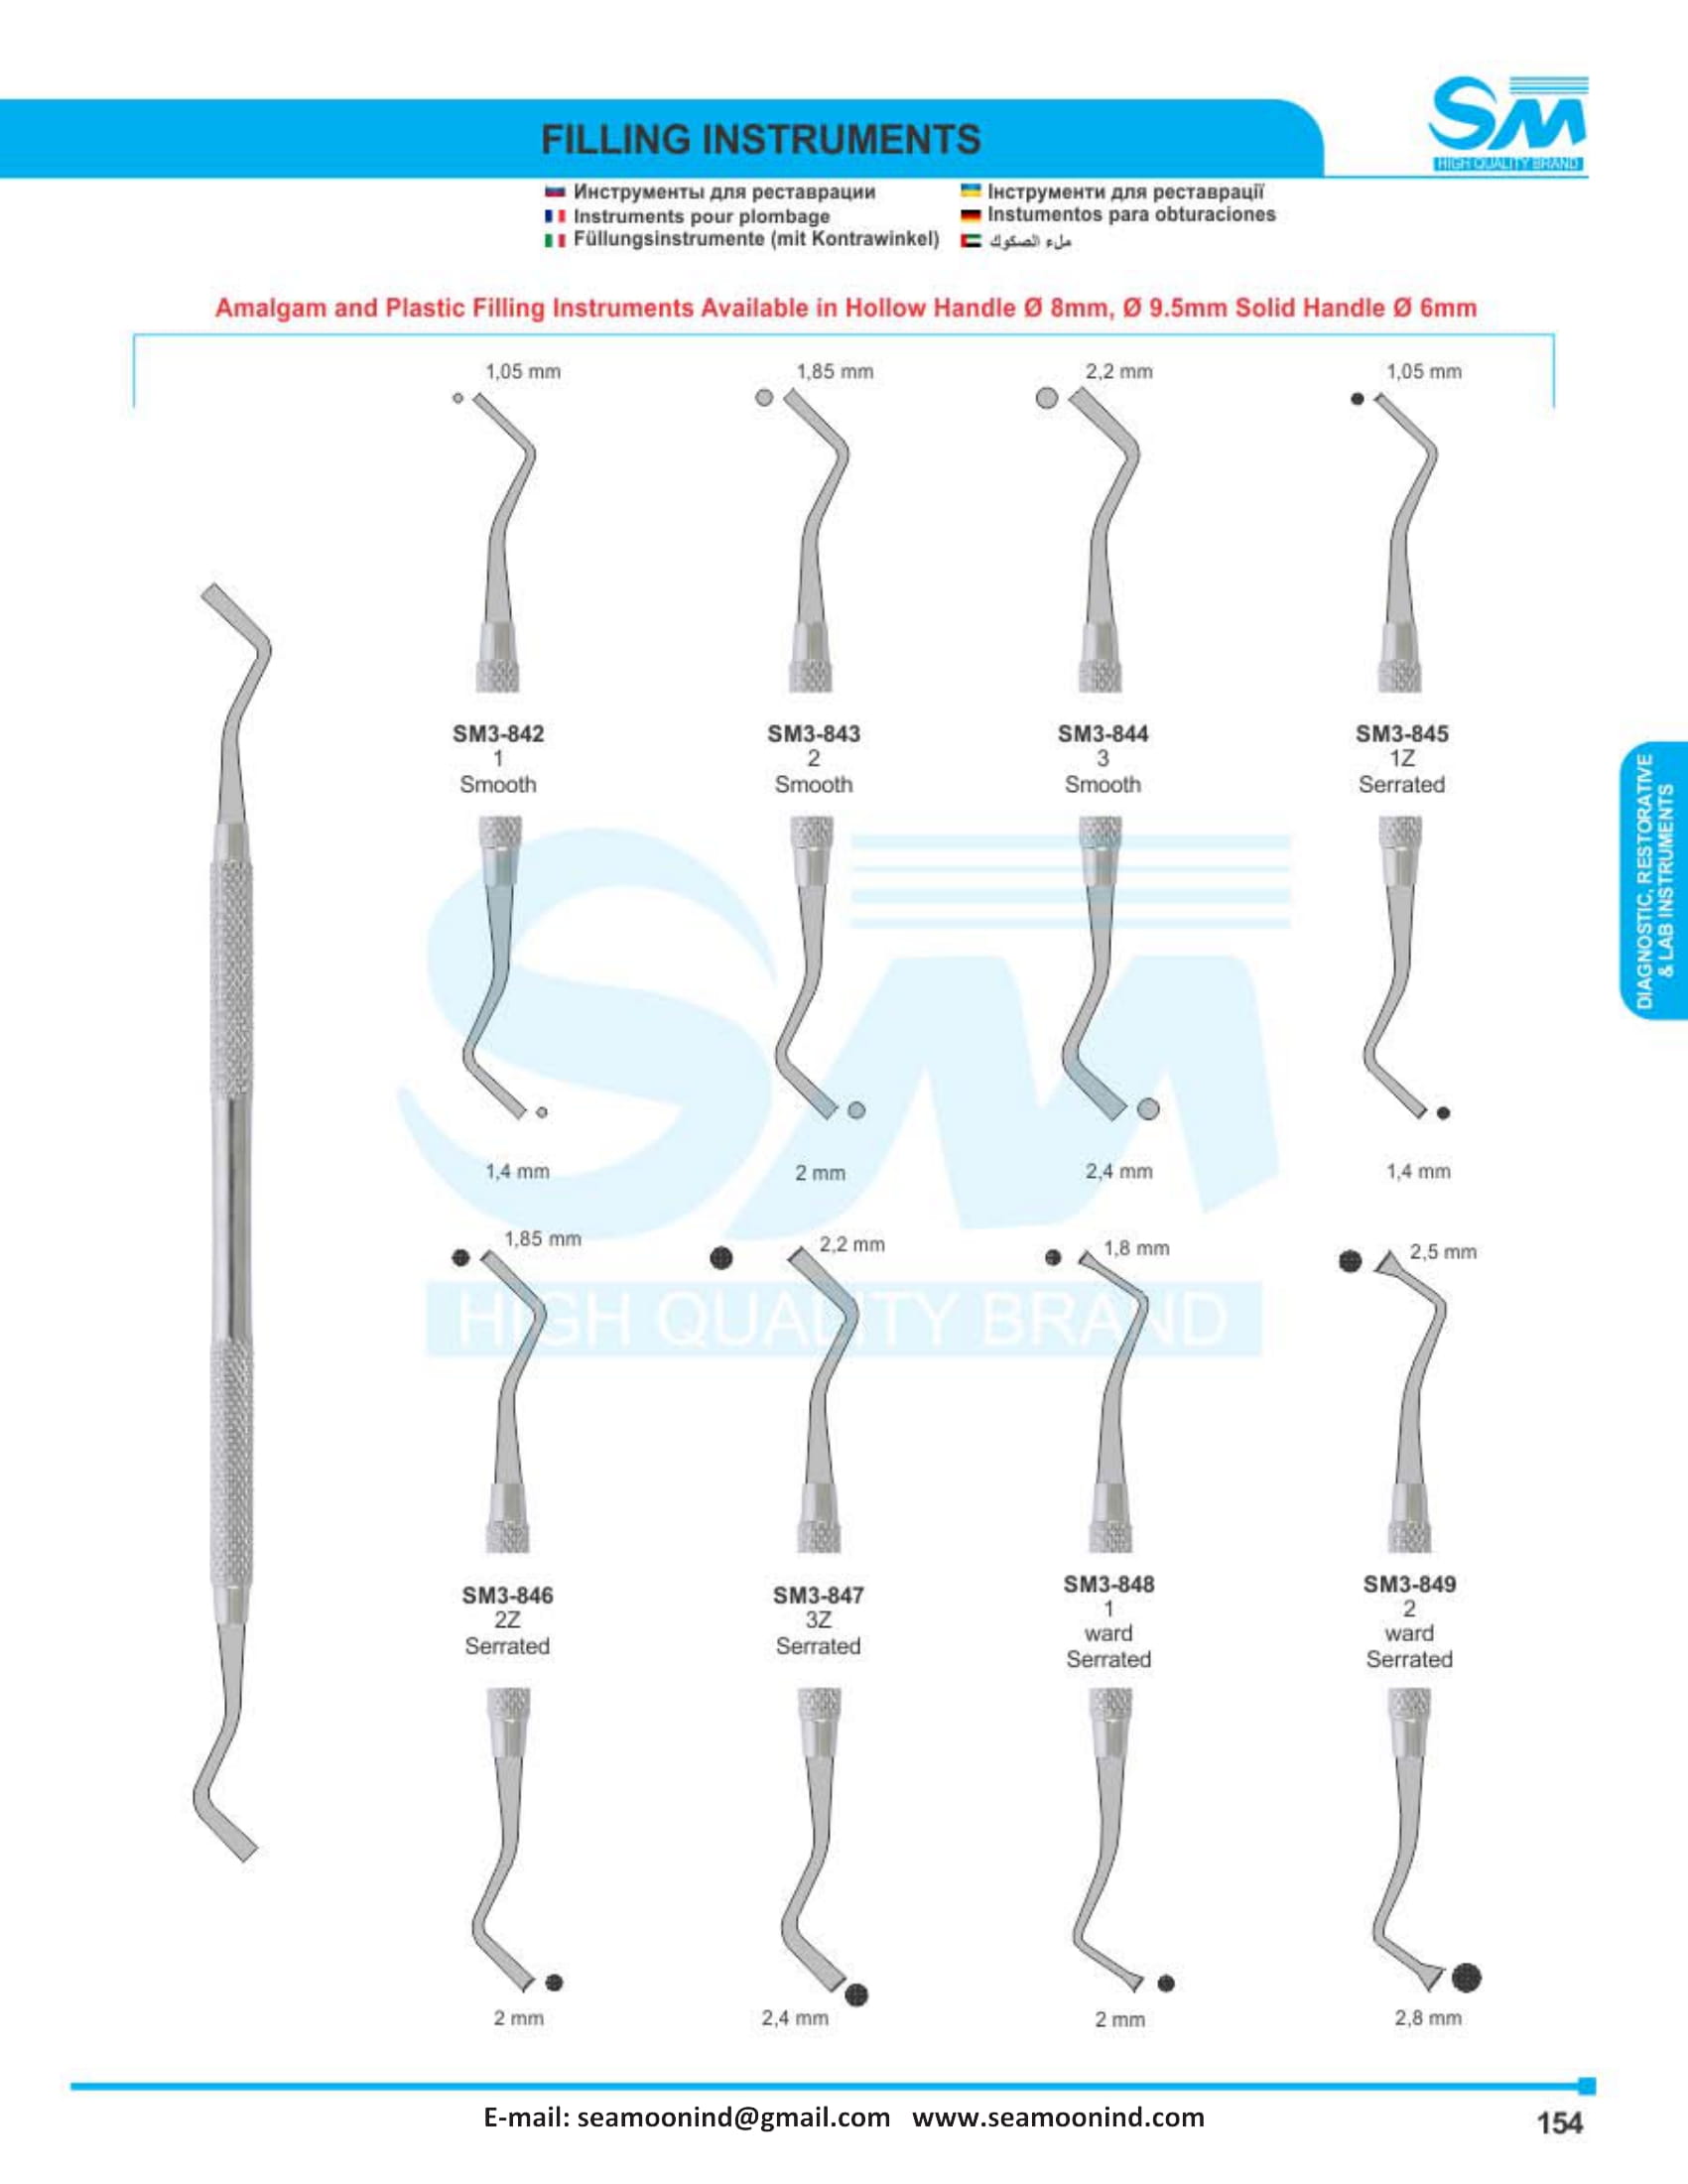 SM
HIGH QUALITY BRAND
FILLING INSTRUMENTS
Инструменты для реставрации
Інструменти для реставрації
Instruments pour plombage
Instumentos para obturaciones
Füllungsinstrumente (mit Kontrawinkel)
ملء الصكوك
Amalgam and Plastic Filling Instruments Available in Hollow Handle Ø 8mm, Ø 9.5mm Solid Handle Ø 6mm
1,05 mm
1,85 mm
2,2 mm
1,05 mm
SM3-842
1
Smooth
SM3-843
2
Smooth
SM3-844
3
Smooth
SM3-845
1Z
Serrated
DIAGNOSTIC, RESTORATIVE
& LAB INSTRUMENTS
SM
1,4 mm
2 mm
2,4 mm
1,4 mm
1,85 mm
2,2 mm
1,8 mm
2,5 mm
HIGH QUALITY BRAND
SM3-846
2Z
Serrated
SM3-847
3Z
Serrated
SM3-848
1
ward
Serrated
SM3-849
2
ward
Serrated
2 mm
2,4 mm
2 mm
2,8 mm
E-mail: seamoonind@gmail.com www.seamoonind.com
154